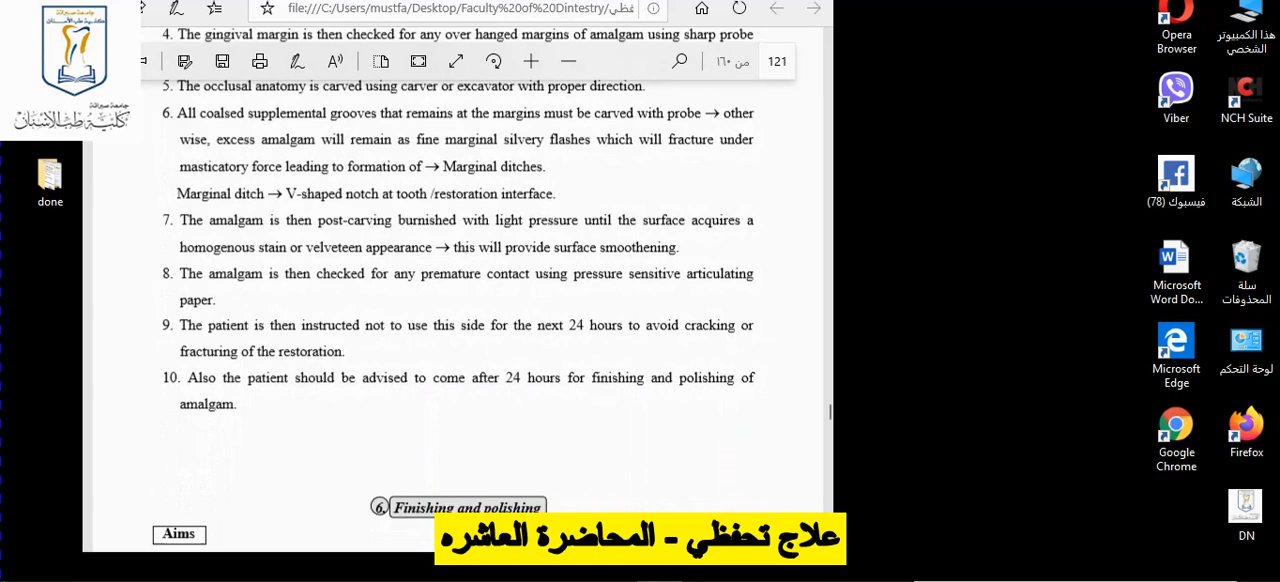 file:///C:/Users/mustfa/Desktop/Faculty%20of%20Dintestry/
4. The gingival margin is then checked for any over hanged margins of amalgam using sharp probe
من ١٦٠ 121
5. The occlusal anatomy is carved using carver or excavator with proper direction.
6. All coalsed supplemental grooves that remains at the margins must be carved with probe → other
wise, excess amalgam will remain as fine marginal silvery flashes which will fracture under
masticatory force leading to formation of → Marginal ditches.
Marginal ditch → V-shaped notch at tooth /restoration interface.
7. The amalgam is then post-carving burnished with light pressure until the surface acquires a
homogenous stain or velveteen appearance → this will provide surface smoothening.
8. The amalgam is then checked for any premature contact using pressure sensitive articulating
paper.
9. The patient is then instructed not to use this side for the next 24 hours to avoid cracking or
fracturing of the restoration.
10. Also the patient should be advised to come after 24 hours for finishing and polishing of
amalgam.
6. Finishing and polishing
Aims
علاج تحفظي - المحاضرة العاشره
جامعة صبراتة
كلية طب الأسنان
done
Opera
Browser
هذا الكمبيوتر
الشخصي
Viber
NCH Suite
فيسبوك (78)
الشبكة
Microsoft
Word Do...
سلة
المحذوفات
Microsoft
Edge
لوحة التحكم
Google
Chrome
Firefox
DN